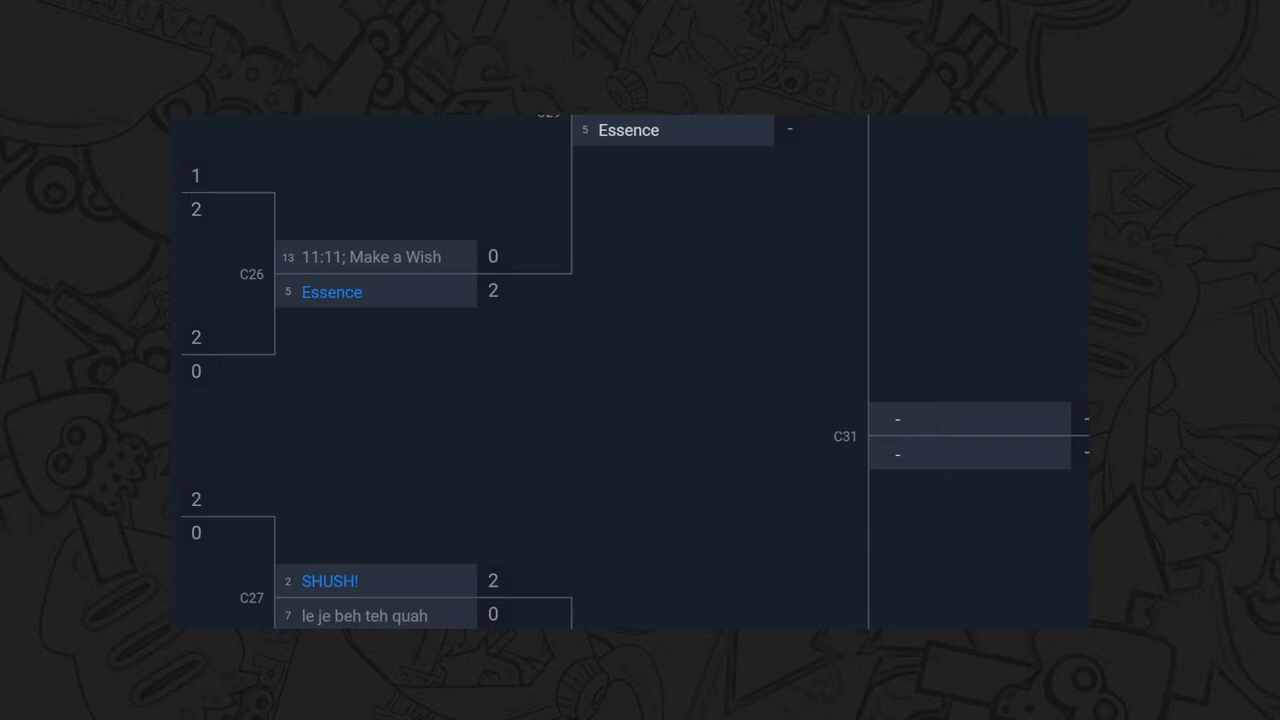 5 Essence -
1
2
13 11:11; Make a Wish 0
C26
5 Essence 2
2
0
-  -
C31
-  -
2
0
2 SHUSH! 2
C27
7 le je beh teh quah 0